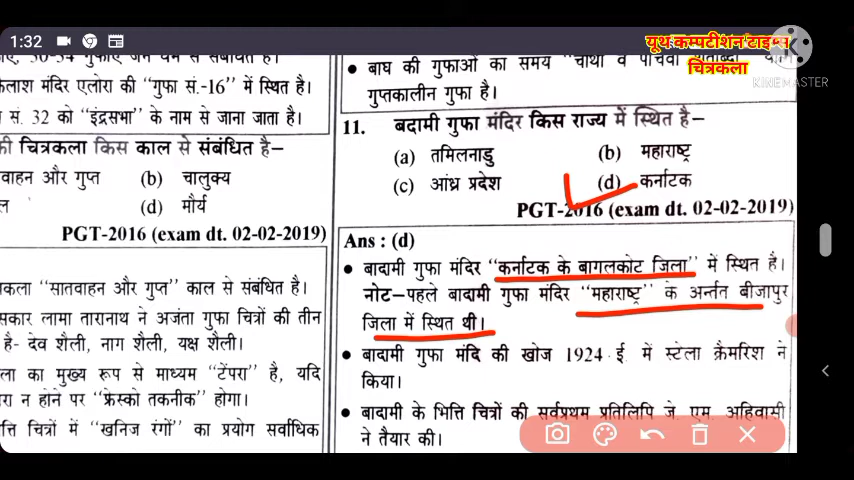 1:32
यूथ कम्पटीशन टाइम्स
चित्रकला
KINEMASTER
कैलाश मंदिर एलोरा की "गुफा सं.-16" में स्थित है।
सं. 32 को "इंद्रसभा" के नाम से जाना जाता है।
की चित्रकला किस काल से संबंधित है–
वाहन और गुप्त (b) चालुक्य
ल (d) मौर्य
PGT-2016 (exam dt. 02-02-2019)
कला "सातवाहन और गुप्त" काल से संबंधित है।
सकार लामा तारानाथ ने अजंता गुफा चित्रों की तीन
है- देव शैली, नाग शैली, यक्ष शैली।
ला का मुख्य रूप से माध्यम "टेंपरा" है, यदि
रा न होने पर "फ्रेस्को तकनीक" होगा।
त्ति चित्रों में "खनिज रंगों" का प्रयोग सर्वाधिक
• बाघ की गुफाओं का समय "चौथी व पांचवी
गुप्तकालीन गुफा है।
11. बदामी गुफा मंदिर किस राज्य में स्थित है–
(a) तमिलनाडु (b) महाराष्ट्र
(c) आंध्र प्रदेश (d) कर्नाटक
PGT-2016 (exam dt. 02-02-2019)
Ans : (d)
• बादामी गुफा मंदिर "कर्नाटक के बागलकोट जिला" में स्थित है।
नोट–पहले बादामी गुफा मंदिर "महाराष्ट्र" के अन्तर्त बीजापुर
जिला में स्थित थी।
• बादामी गुफा मंदि की खोज 1924 ई में स्टेला क्रैमरिश ने
किया।
• बादामी के भित्ति चित्रों की सर्वप्रथम प्रतिलिपि जे. एम. अहिवासी
ने तैयार की।